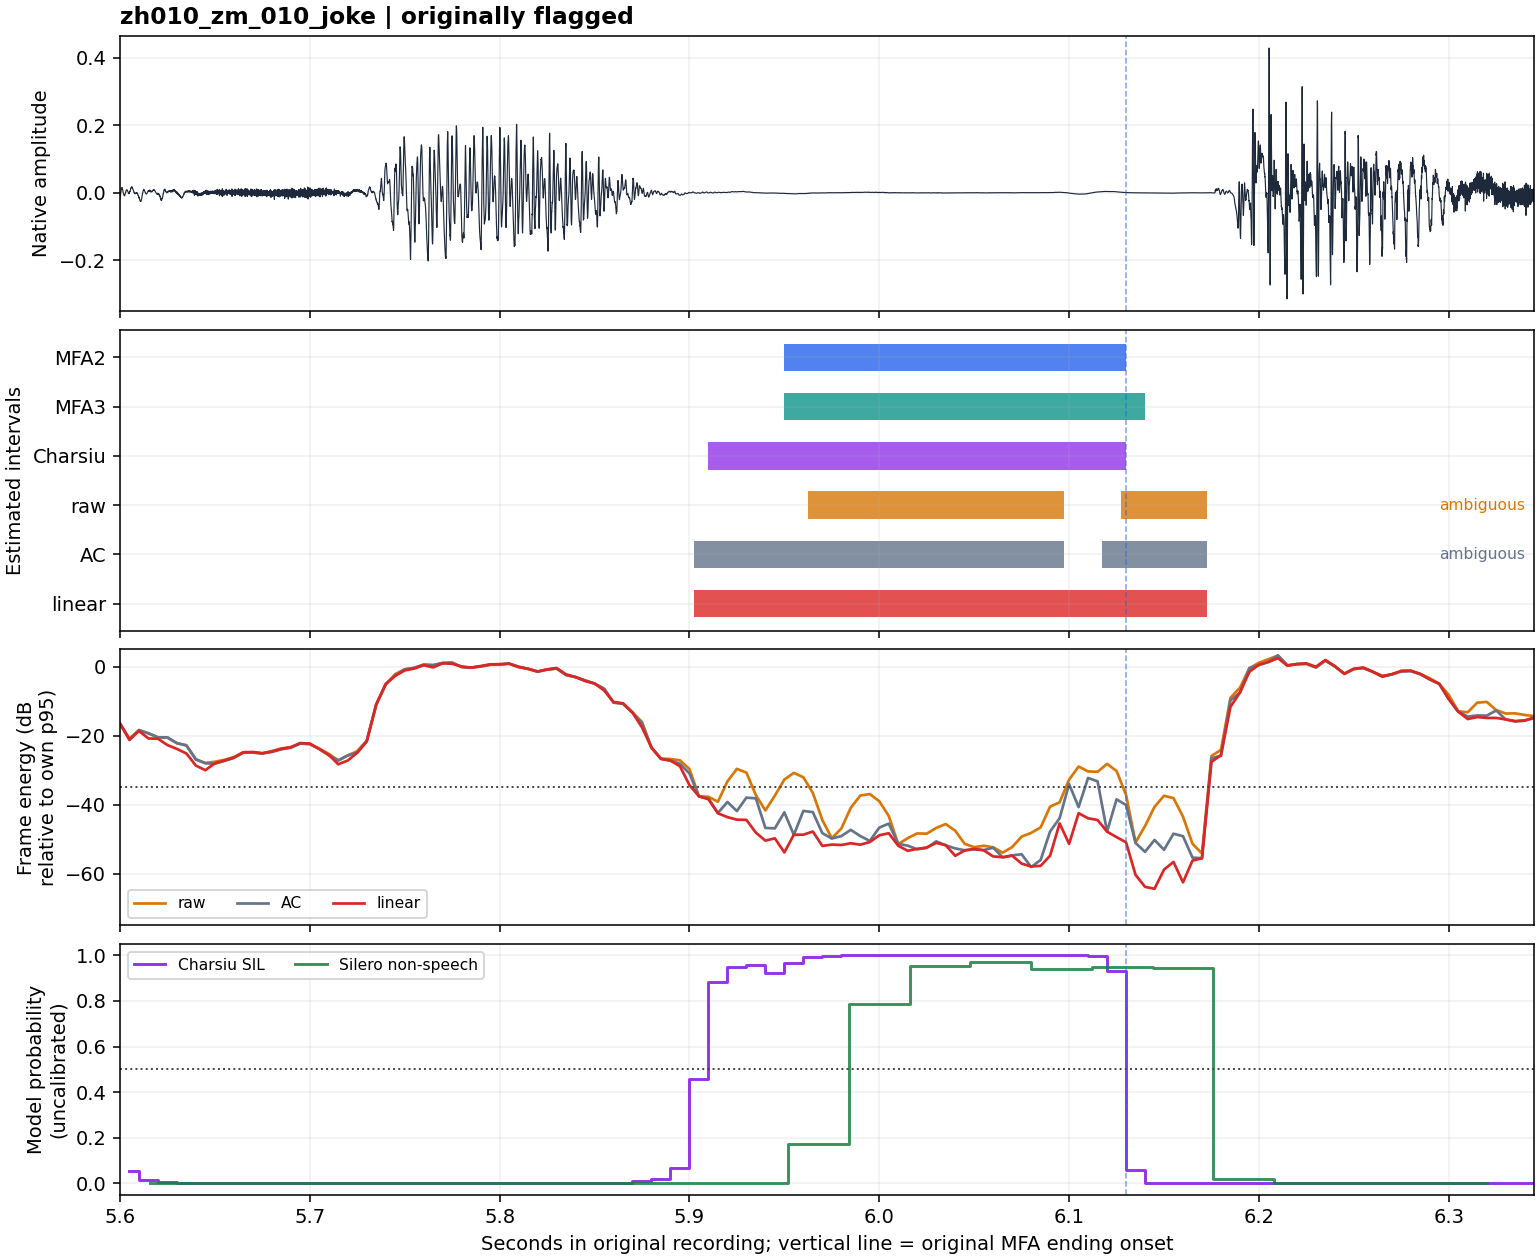 zh010_zm_010_joke | originally flagged
Native amplitude
0.4
0.2
0.0
−0.2
Estimated intervals
MFA2
MFA3
Charsiu
raw
AC
linear
ambiguous
ambiguous
Frame energy (dB
relative to own p95)
0
−20
−40
−60
raw
AC
linear
Model probability
(uncalibrated)
1.0
0.8
0.6
0.4
0.2
0.0
Charsiu SIL
Silero non-speech
5.6
5.7
5.8
5.9
6.0
6.1
6.2
6.3
Seconds in original recording; vertical line = original MFA ending onset